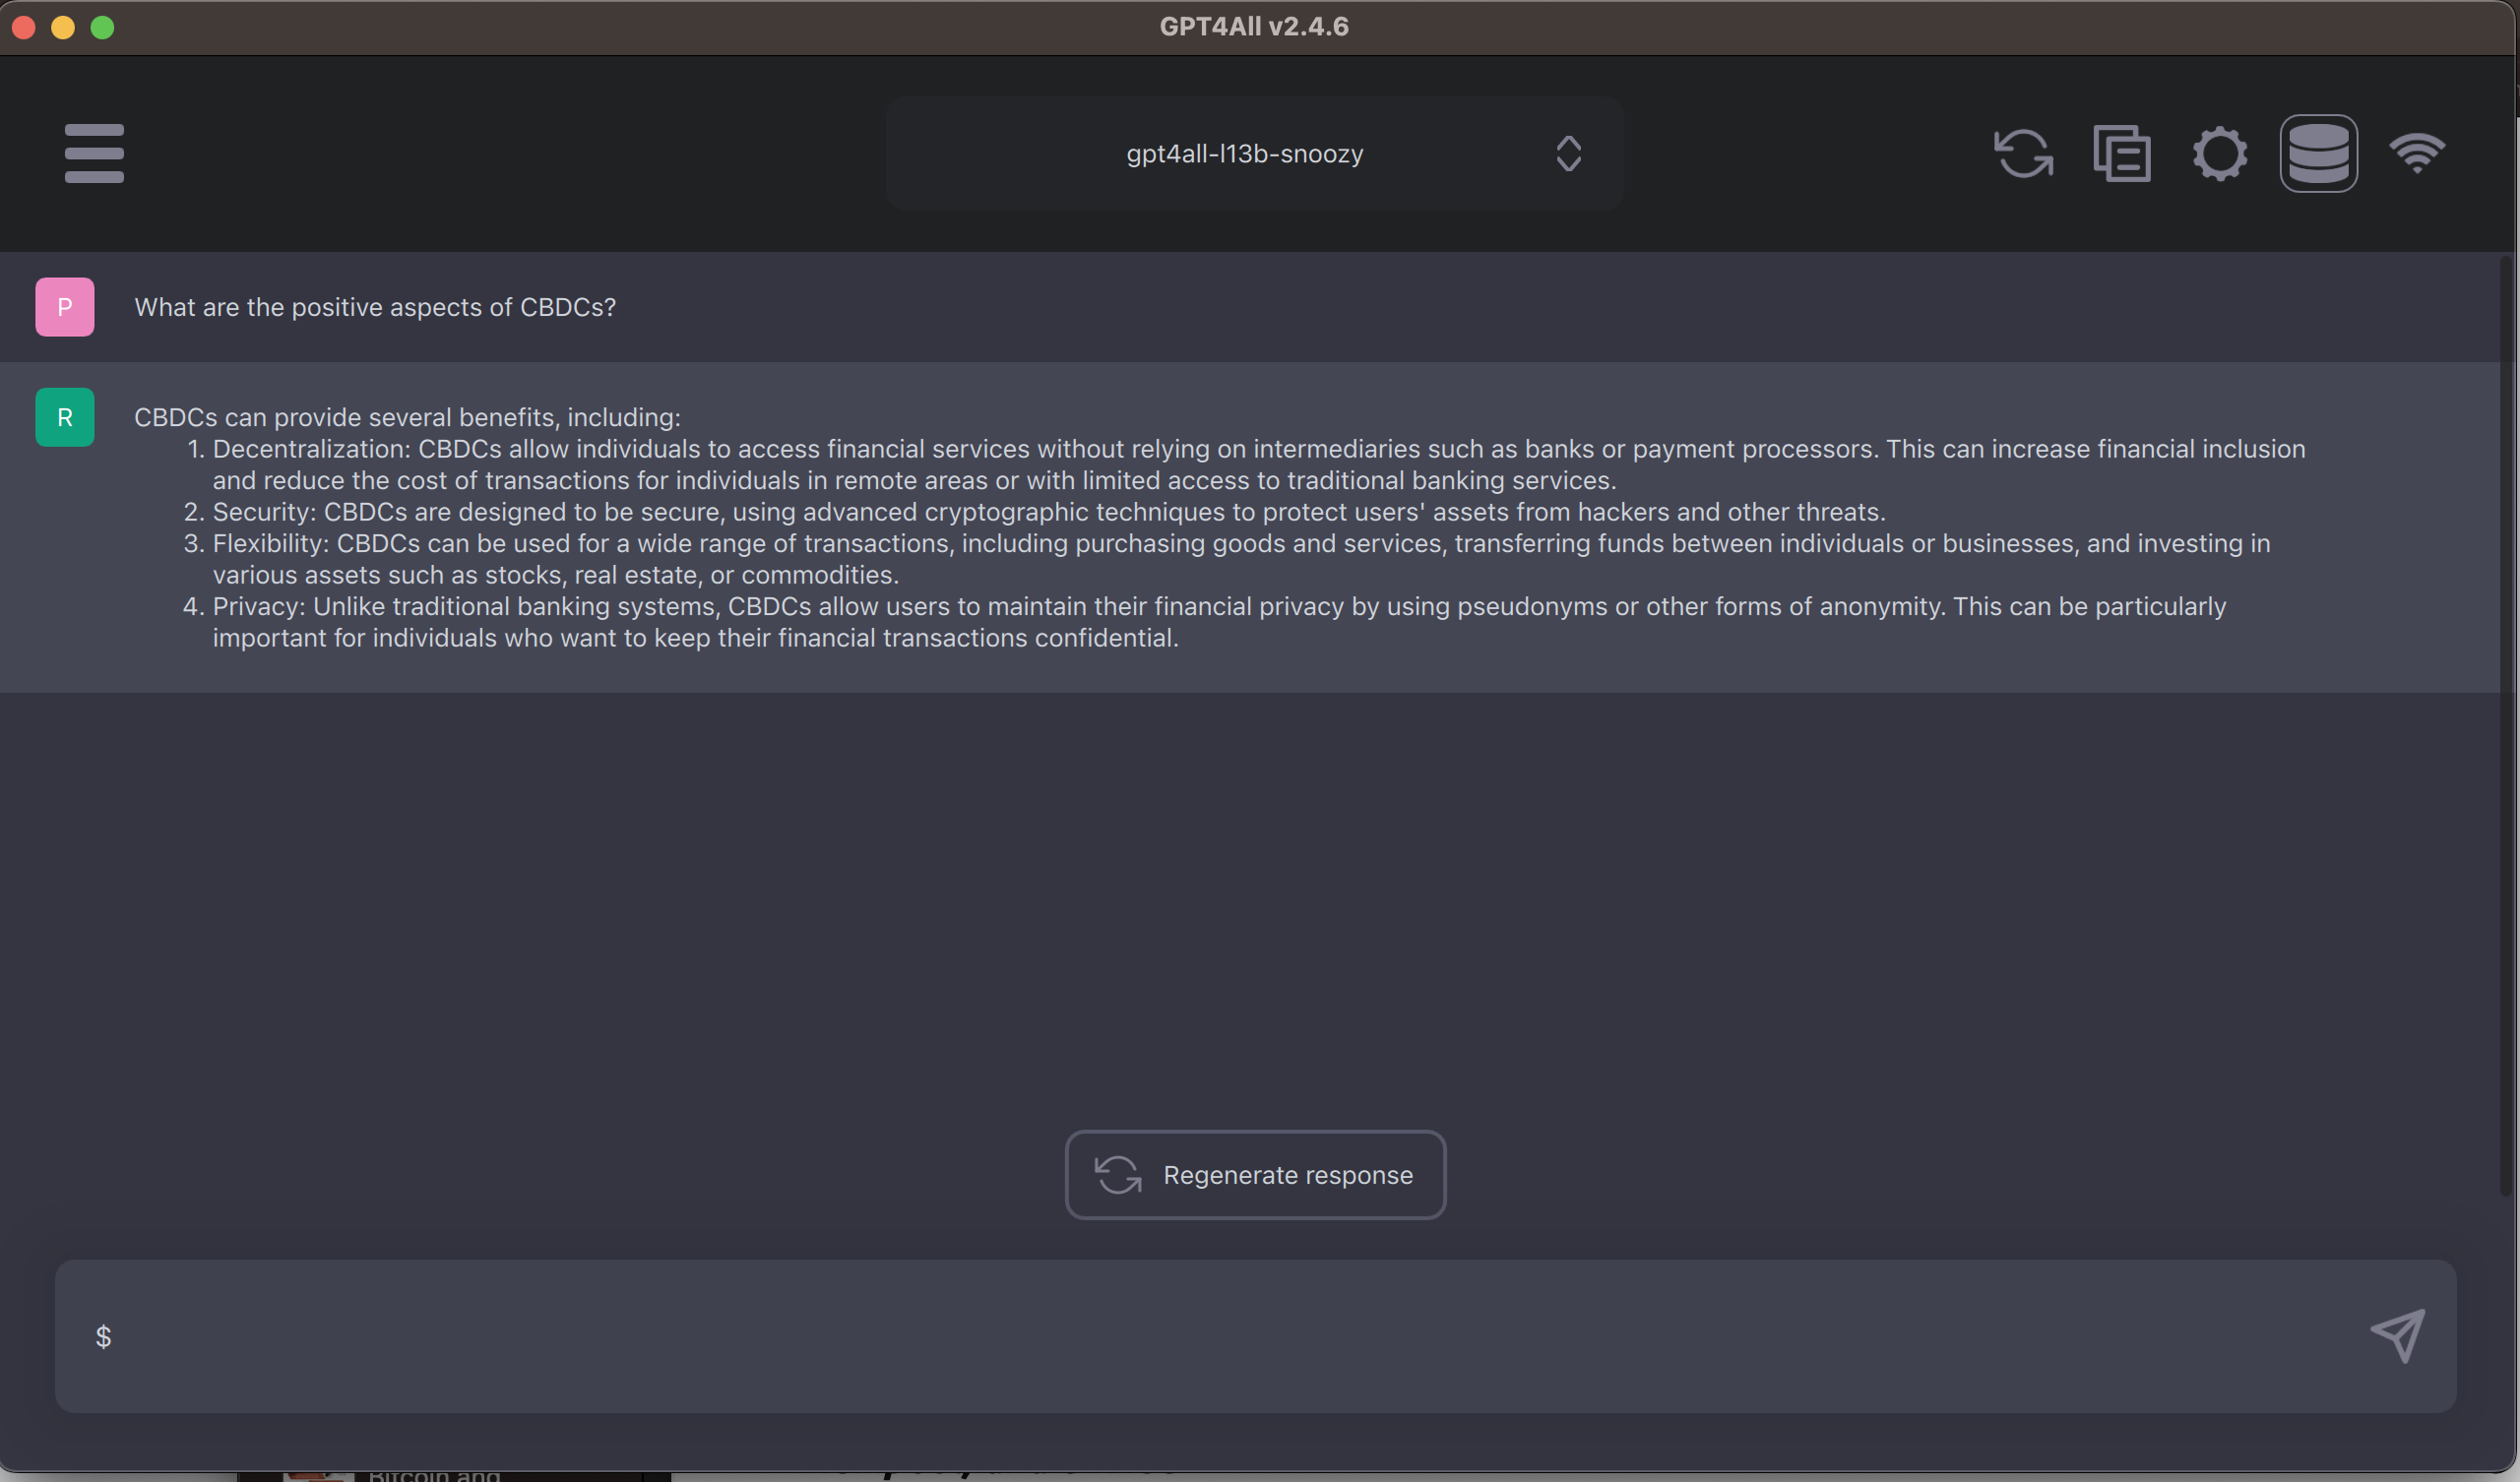 GPT4All v2.4.6
gpt4all-l13b-snoozy
P
What are the positive aspects of CBDCs?
R
CBDCs can provide several benefits, including:
1. Decentralization: CBDCs allow individuals to access financial services without relying on intermediaries such as banks or payment processors. This can increase financial inclusion
and reduce the cost of transactions for individuals in remote areas or with limited access to traditional banking services.
2. Security: CBDCs are designed to be secure, using advanced cryptographic techniques to protect users' assets from hackers and other threats.
3. Flexibility: CBDCs can be used for a wide range of transactions, including purchasing goods and services, transferring funds between individuals or businesses, and investing in
various assets such as stocks, real estate, or commodities.
4. Privacy: Unlike traditional banking systems, CBDCs allow users to maintain their financial privacy by using pseudonyms or other forms of anonymity. This can be particularly
important for individuals who want to keep their financial transactions confidential.
Regenerate response
$
Bitcoin and